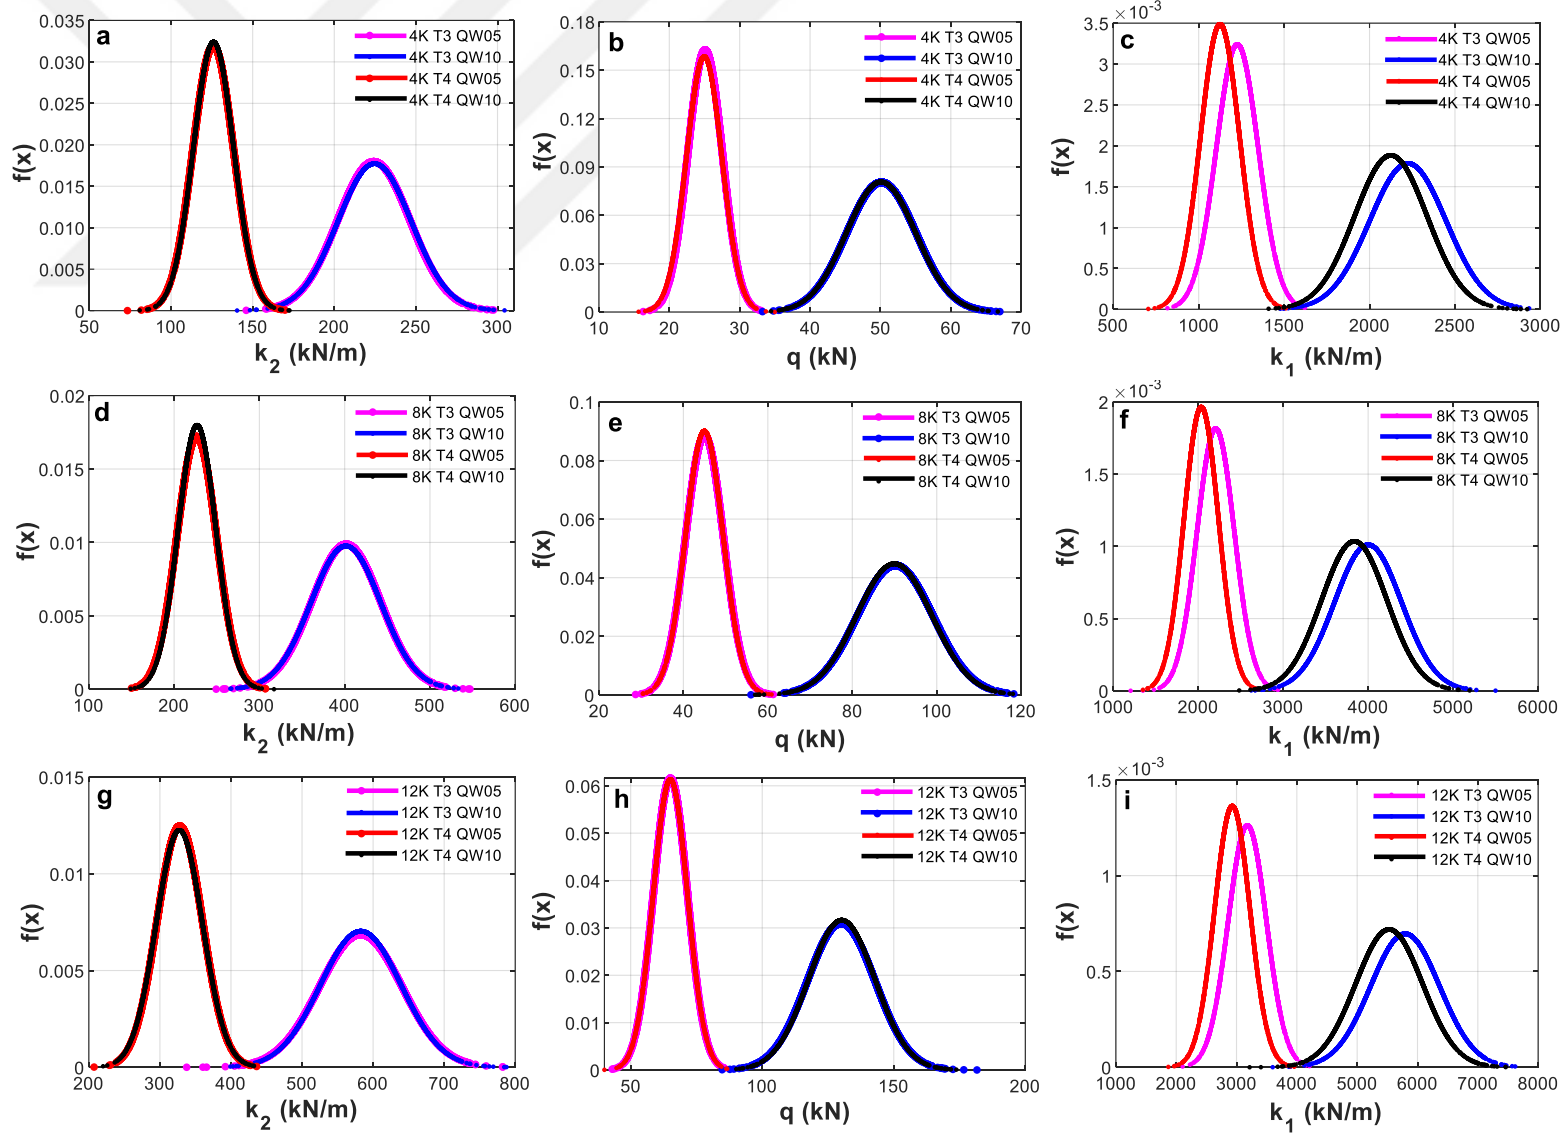 a
0.035
0.030
0.025
0.020
0.015
0.010
0.005
0
f(x)
4K T3 QW05
4K T3 QW10
4K T4 QW05
4K T4 QW10
50 100 150 200 250 300
k2 (kN/m)
b
0.18
0.15
0.12
0.09
0.06
0.03
0
f(x)
4K T3 QW05
4K T3 QW10
4K T4 QW05
4K T4 QW10
10 20 30 40 50 60 70
q (kN)
c
×10-3
3.5
3
2.5
2
1.5
1
0.5
0
f(x)
4K T3 QW05
4K T3 QW10
4K T4 QW05
4K T4 QW10
500 1000 1500 2000 2500 3000
k1 (kN/m)
d
0.02
0.015
0.01
0.005
0
f(x)
8K T3 QW05
8K T3 QW10
8K T4 QW05
8K T4 QW10
100 200 300 400 500 600
k2 (kN/m)
e
0.1
0.08
0.06
0.04
0.02
0
f(x)
8K T3 QW05
8K T3 QW10
8K T4 QW05
8K T4 QW10
20 40 60 80 100 120
q (kN)
f
×10-3
2
1.5
1
0.5
0
f(x)
8K T3 QW05
8K T3 QW10
8K T4 QW05
8K T4 QW10
1000 2000 3000 4000 5000 6000
k1 (kN/m)
g
0.015
0.01
0.005
0
f(x)
12K T3 QW05
12K T3 QW10
12K T4 QW05
12K T4 QW10
200 300 400 500 600 700 800
k2 (kN/m)
h
0.06
0.05
0.04
0.03
0.02
0.01
0
f(x)
12K T3 QW05
12K T3 QW10
12K T4 QW05
12K T4 QW10
50 100 150 200
q (kN)
i
×10-3
1.5
1
0.5
0
f(x)
12K T3 QW05
12K T3 QW10
12K T4 QW05
12K T4 QW10
1000 2000 3000 4000 5000 6000 7000 8000
k1 (kN/m)